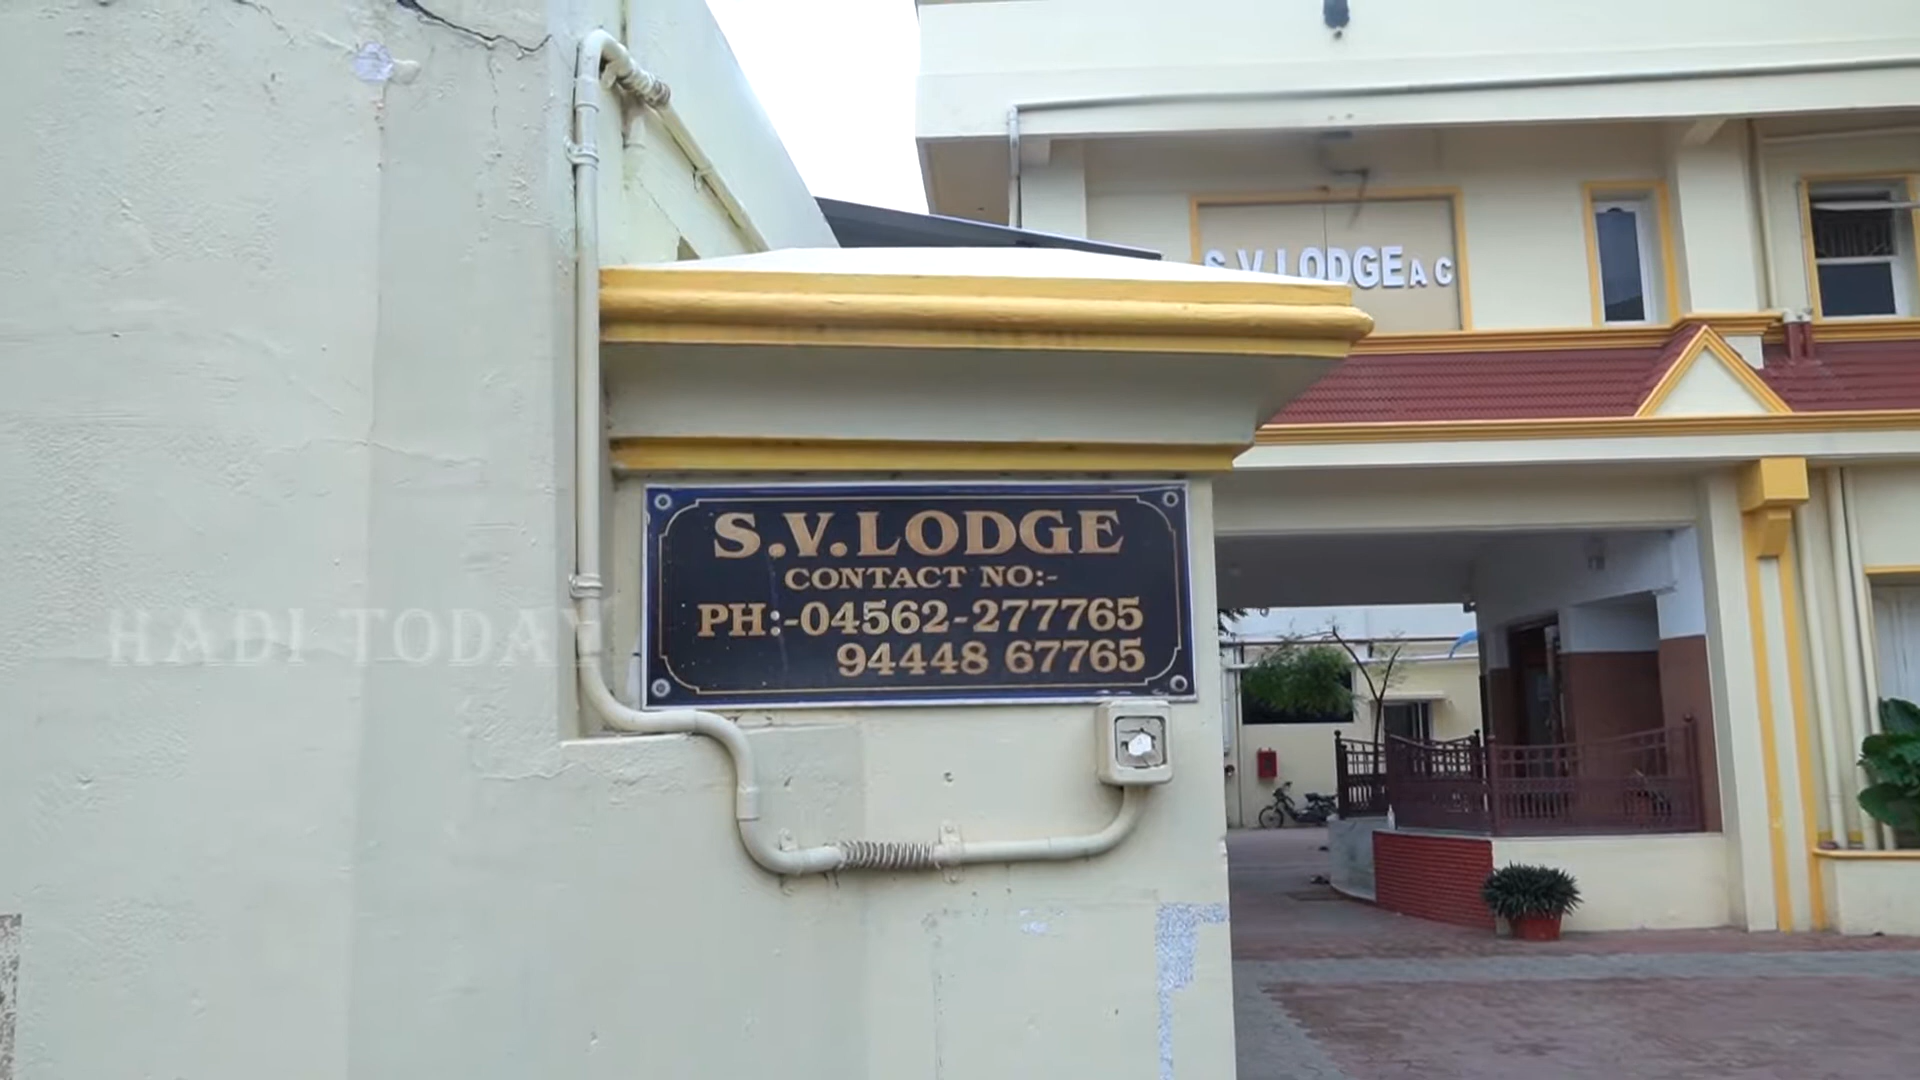 S.V.LODGE A C
S.V.LODGE
CONTACT NO:-
PH:-04562-277765
94448 67765
HADI TODAY